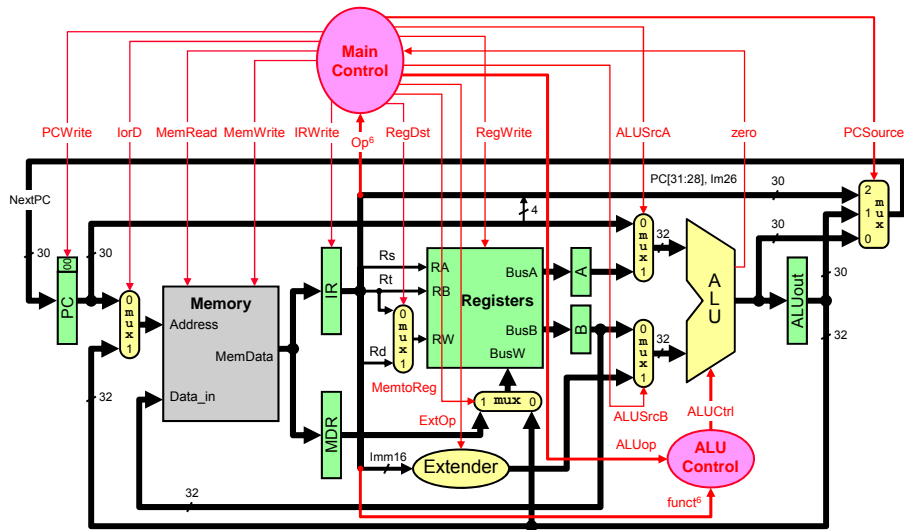 Main
Control
PCWrite
IorD
MemRead
MemWrite
IRWrite
Op⁶
RegDst
RegWrite
ALUSrcA
zero
PCSource
PC[31:28], Im26
30
NextPC
4
2
1
0
mux
30
30
30
00
PC
0
mux
1
32
Memory
Address
MemData
Data_in
IR
MDR
Rs
Rt
Rd
0
mux
1
RA
RB
RW
BusA
Registers
BusB
BusW
MemtoReg
1 mux 0
ExtOp
A
B
0
mux
1
32
0
mux
1
32
ALUSrcB
ALU
ALUout
30
32
ALUCtrl
ALUop
ALU
Control
funct⁶
Imm16
Extender
32